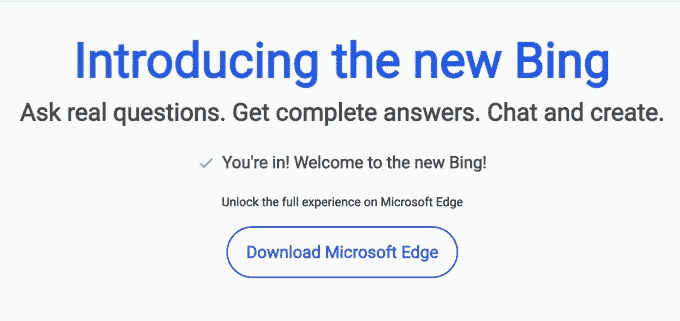 Introducing the new Bing
Ask real questions. Get complete answers. Chat and create.
You're in! Welcome to the new Bing!
Unlock the full experience on Microsoft Edge
Download Microsoft Edge